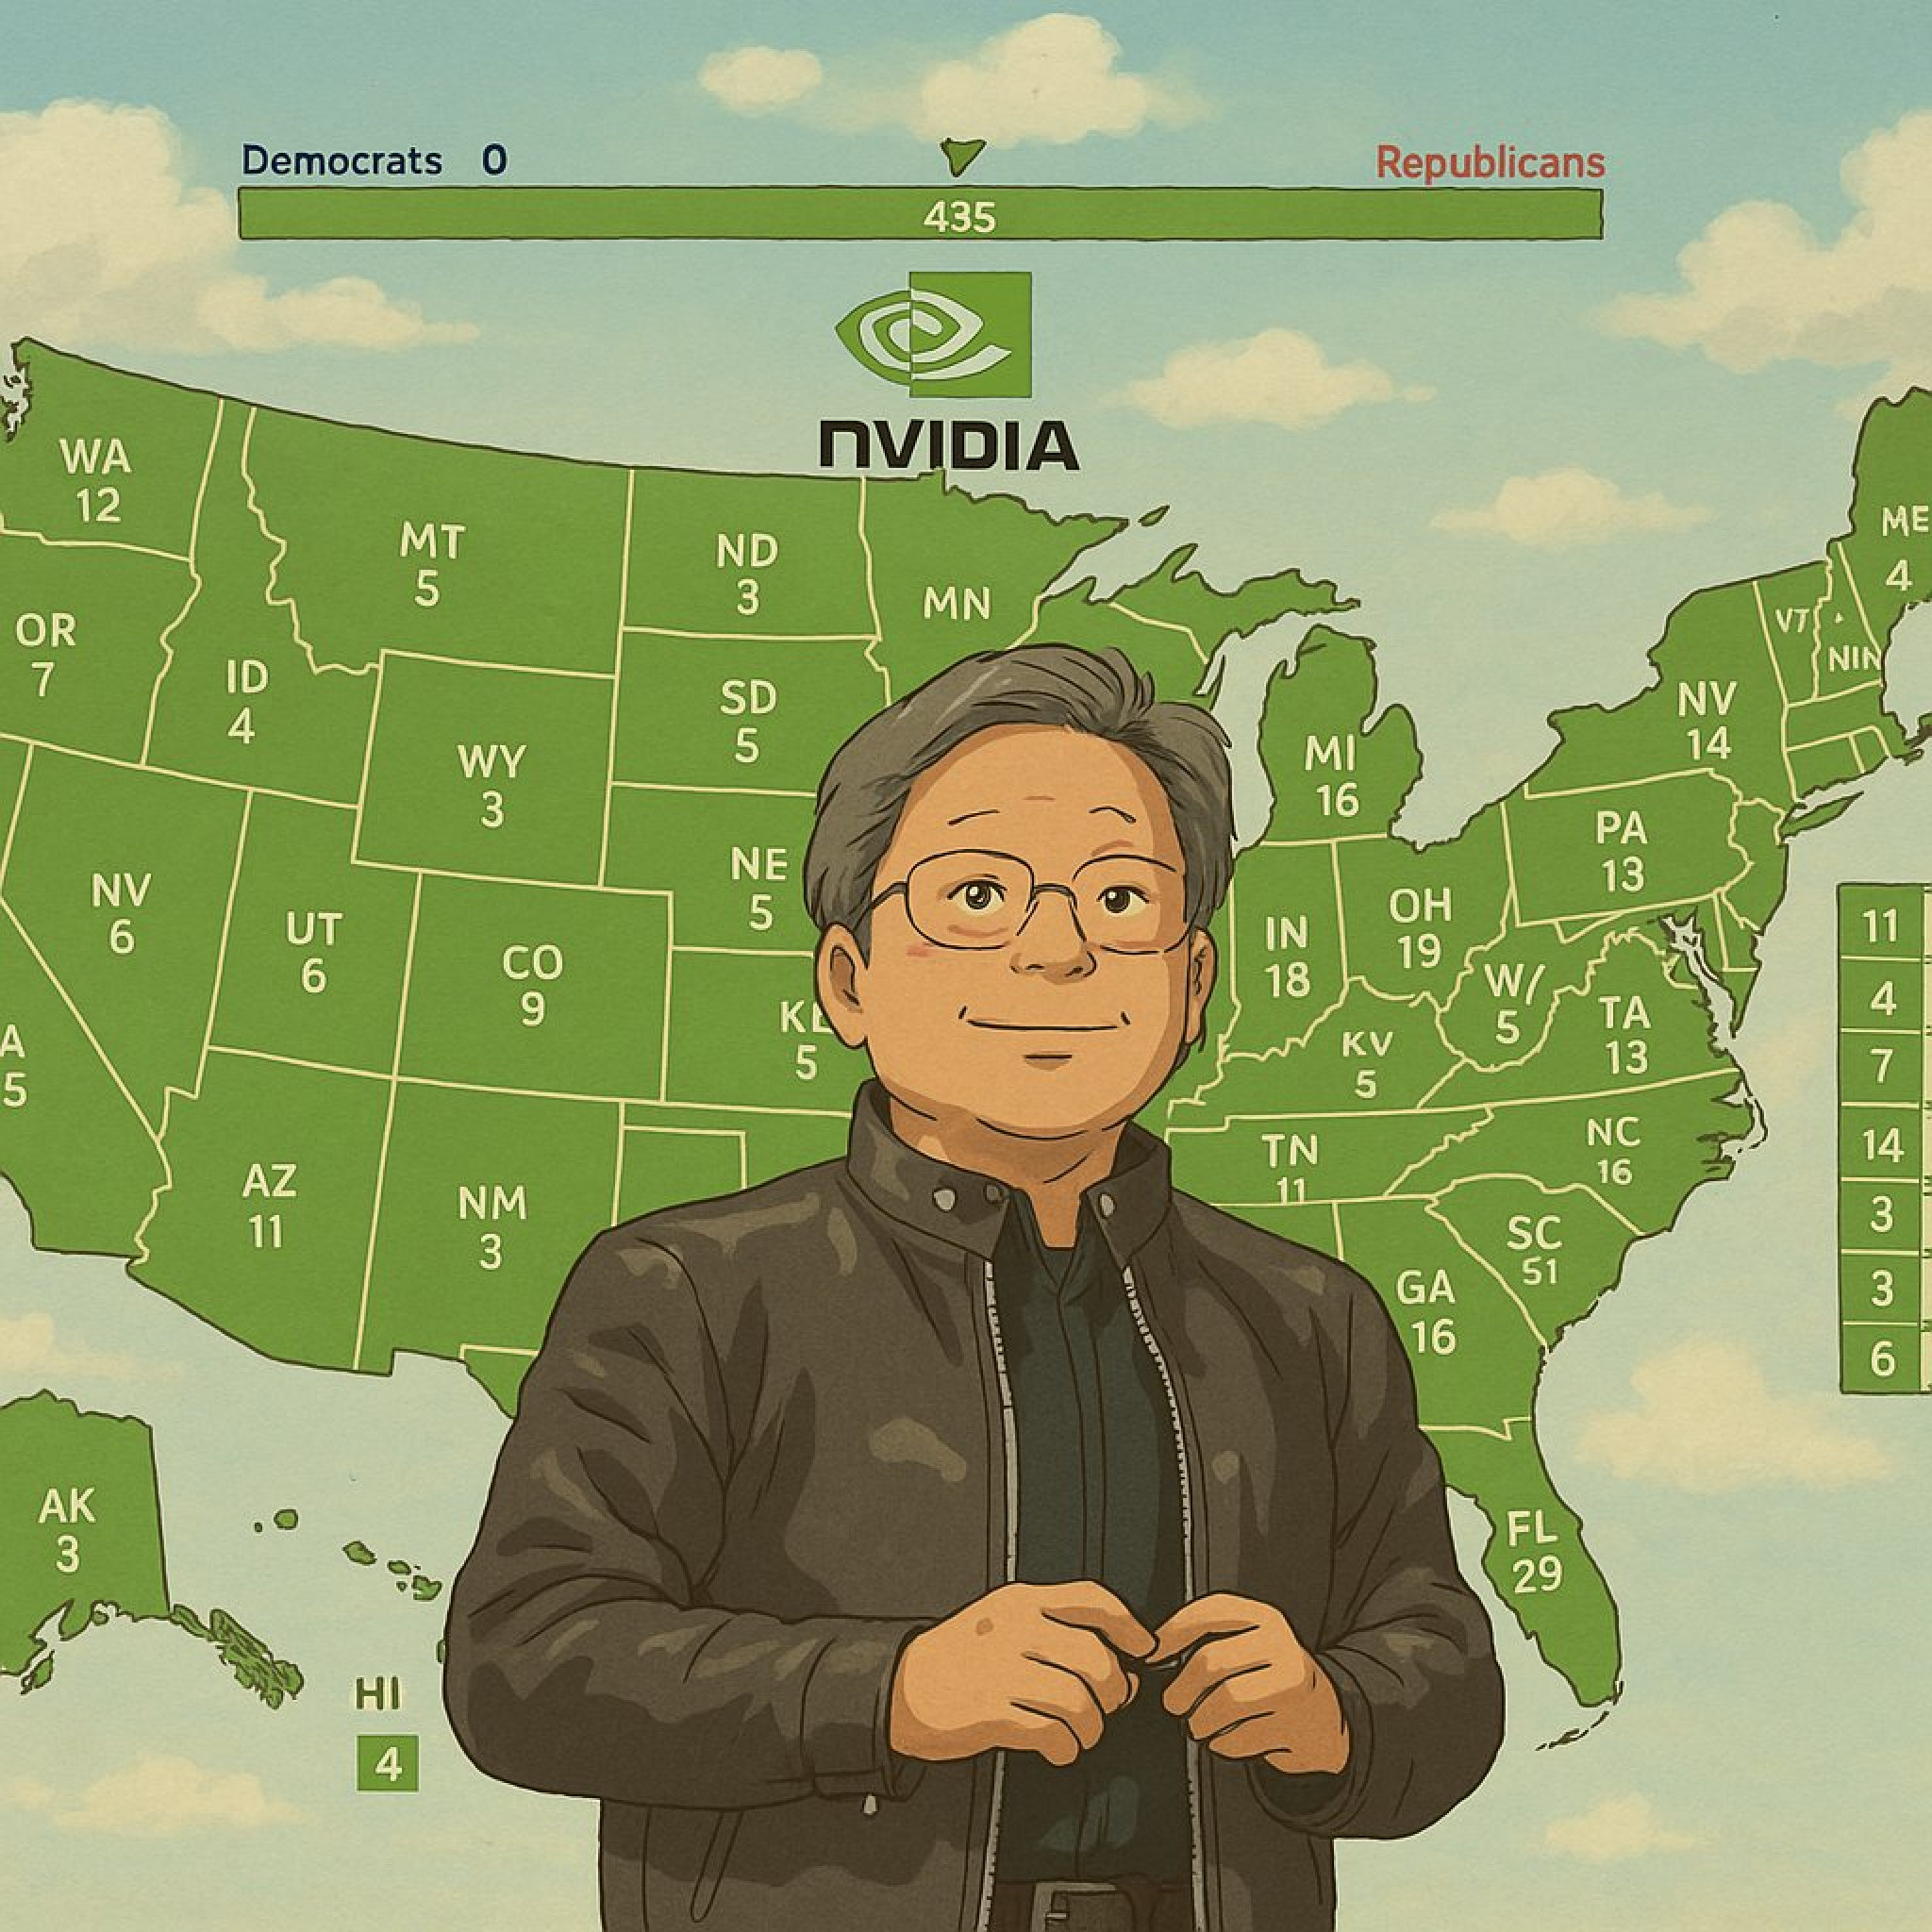 Democrats 0
Republicans
435
NVIDIA
WA
12
MT
5
ND
3
MN
ME
4
OR
7
ID
4
SD
5
VT
NIN
NV
14
WY
3
MI
16
PA
13
NV
6
UT
6
CO
9
NE
5
IN
18
OH
19
W/
5
TA
13
11
4
7
14
3
3
6
A
5
5
KV
5
AZ
11
NM
3
TN
11
NC
16
SC
51
GA
16
AK
3
FL
29
HI
4